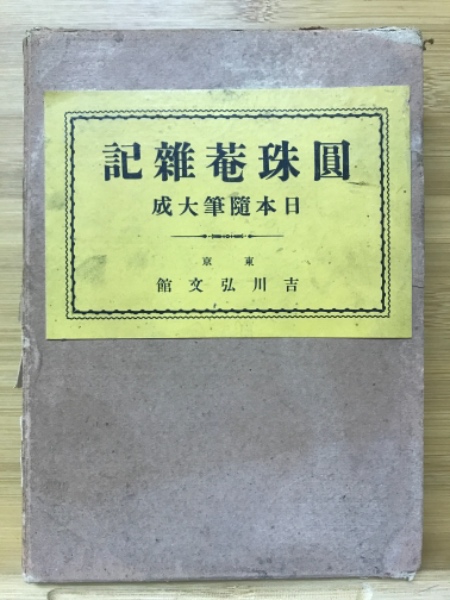 圓珠菴雜記
日本隨筆大成
東京
吉川弘文館